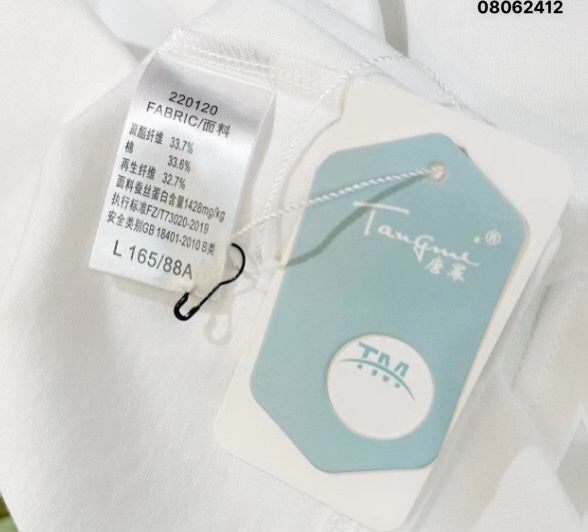 08062412
220120
FABRIC/面料
聚酯纤维 33.7%
棉 33.6%
再生纤维 32.7%
面料蚕丝蛋白含量1428mg/kg
执行标准FZ/T73020-2019
安全类别GB 18401-2010 B类
L 165/88A
Tangmu®
唐幕
TM